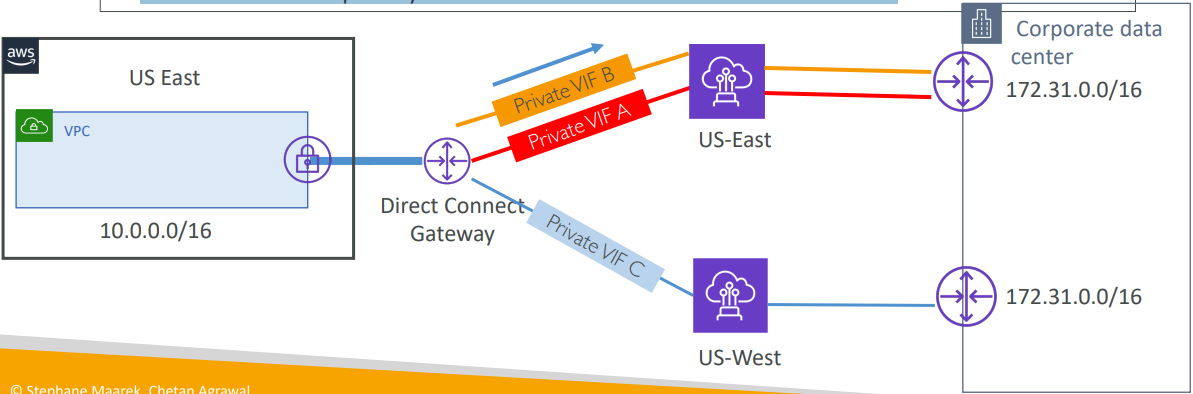 aws
US East
VPC
10.0.0.0/16
Direct Connect
Gateway
Private VIF B
Private VIF A
Private VIF C
US-East
US-West
Corporate data
center
172.31.0.0/16
172.31.0.0/16
© Stephane Maarek, Chetan Agrawal